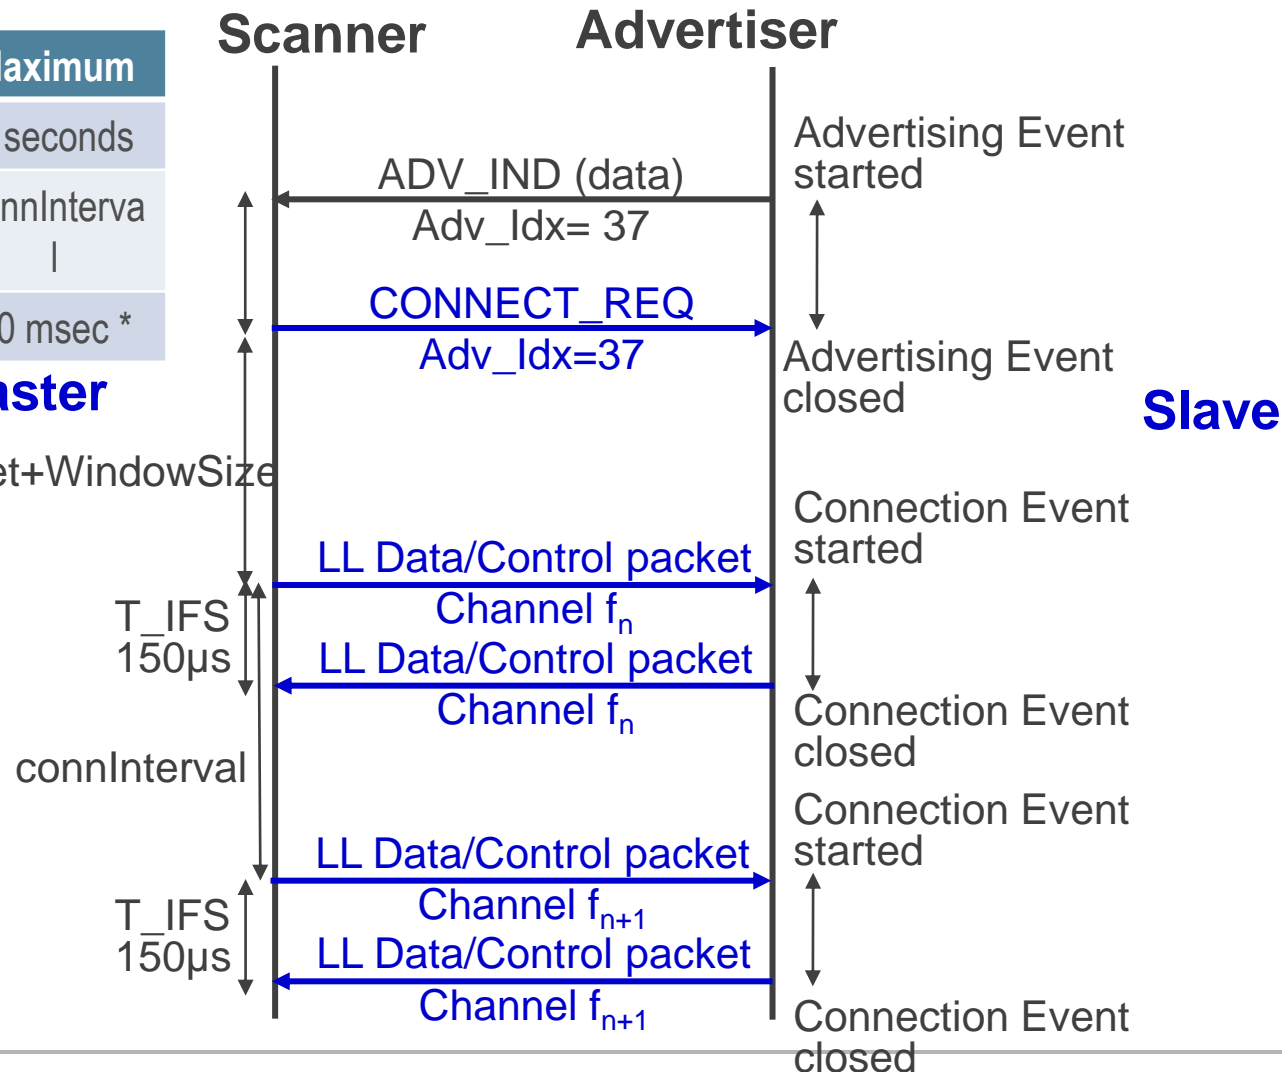 Scanner Advertiser
Maximum
seconds
nnInterva
l
0 msec *
Advertising Event
started
ADV_IND (data)
Adv_Idx= 37
CONNECT_REQ
Adv_Idx=37
Advertising Event
closed
aster
Slave
et+WindowSize
Connection Event
started
LL Data/Control packet
Channel fn
T_IFS
150µs
LL Data/Control packet
Channel fn
Connection Event
closed
connInterval
Connection Event
started
LL Data/Control packet
Channel fn+1
T_IFS
150µs
LL Data/Control packet
Channel fn+1
Connection Event
closed